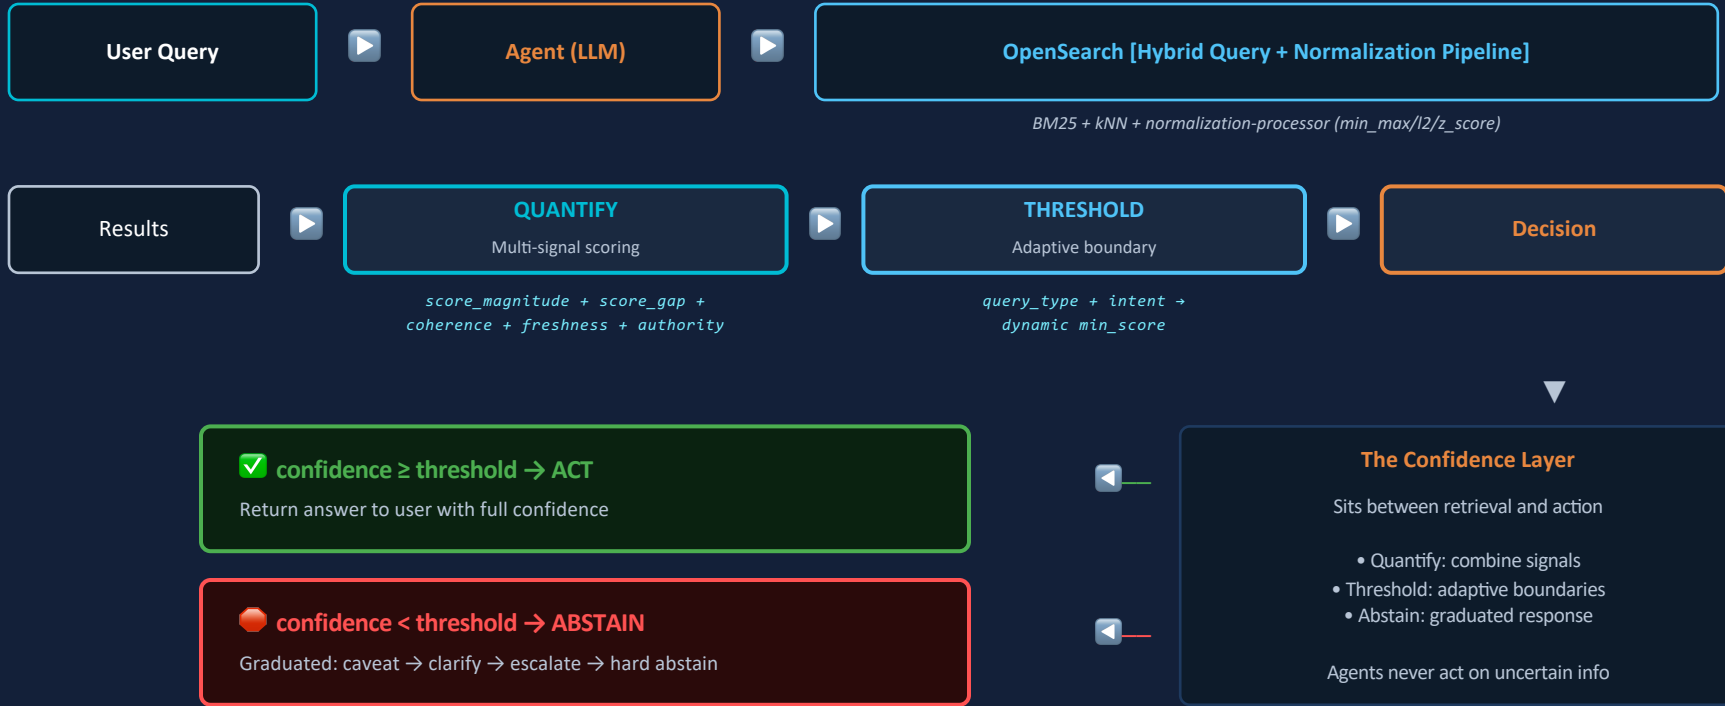 User Query
Agent (LLM)
OpenSearch [Hybrid Query + Normalization Pipeline]
BM25 + kNN + normalization-processor (min_max/l2/z_score)
Results
QUANTIFY
Multi-signal scoring
THRESHOLD
Adaptive boundary
Decision
score_magnitude + score_gap +
coherence + freshness + authority
query_type + intent →
dynamic min_score
confidence ≥ threshold → ACT
Return answer to user with full confidence
confidence < threshold → ABSTAIN
Graduated: caveat → clarify → escalate → hard abstain
The Confidence Layer
Sits between retrieval and action
• Quantify: combine signals
• Threshold: adaptive boundaries
• Abstain: graduated response
Agents never act on uncertain info